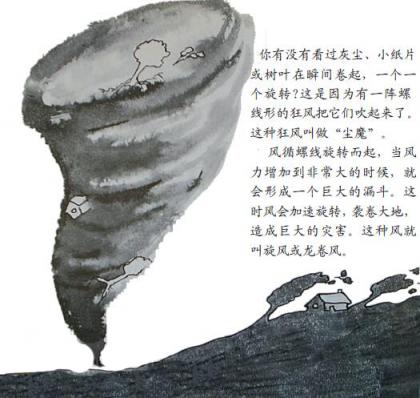 你有没有看过灰尘、小纸片
或树叶在瞬间卷起，一个一
个旋转?这是因为有一阵螺
线形的狂风把它们吹起来了。
这种狂风叫做“尘魔”。
风循螺线旋转而起，当风
力增加到非常大的时候，就
会形成一个巨大的漏斗。这
时风会加速旋转，袭卷大地，
造成巨大的灾害。这种风就
叫旋风或龙卷风。